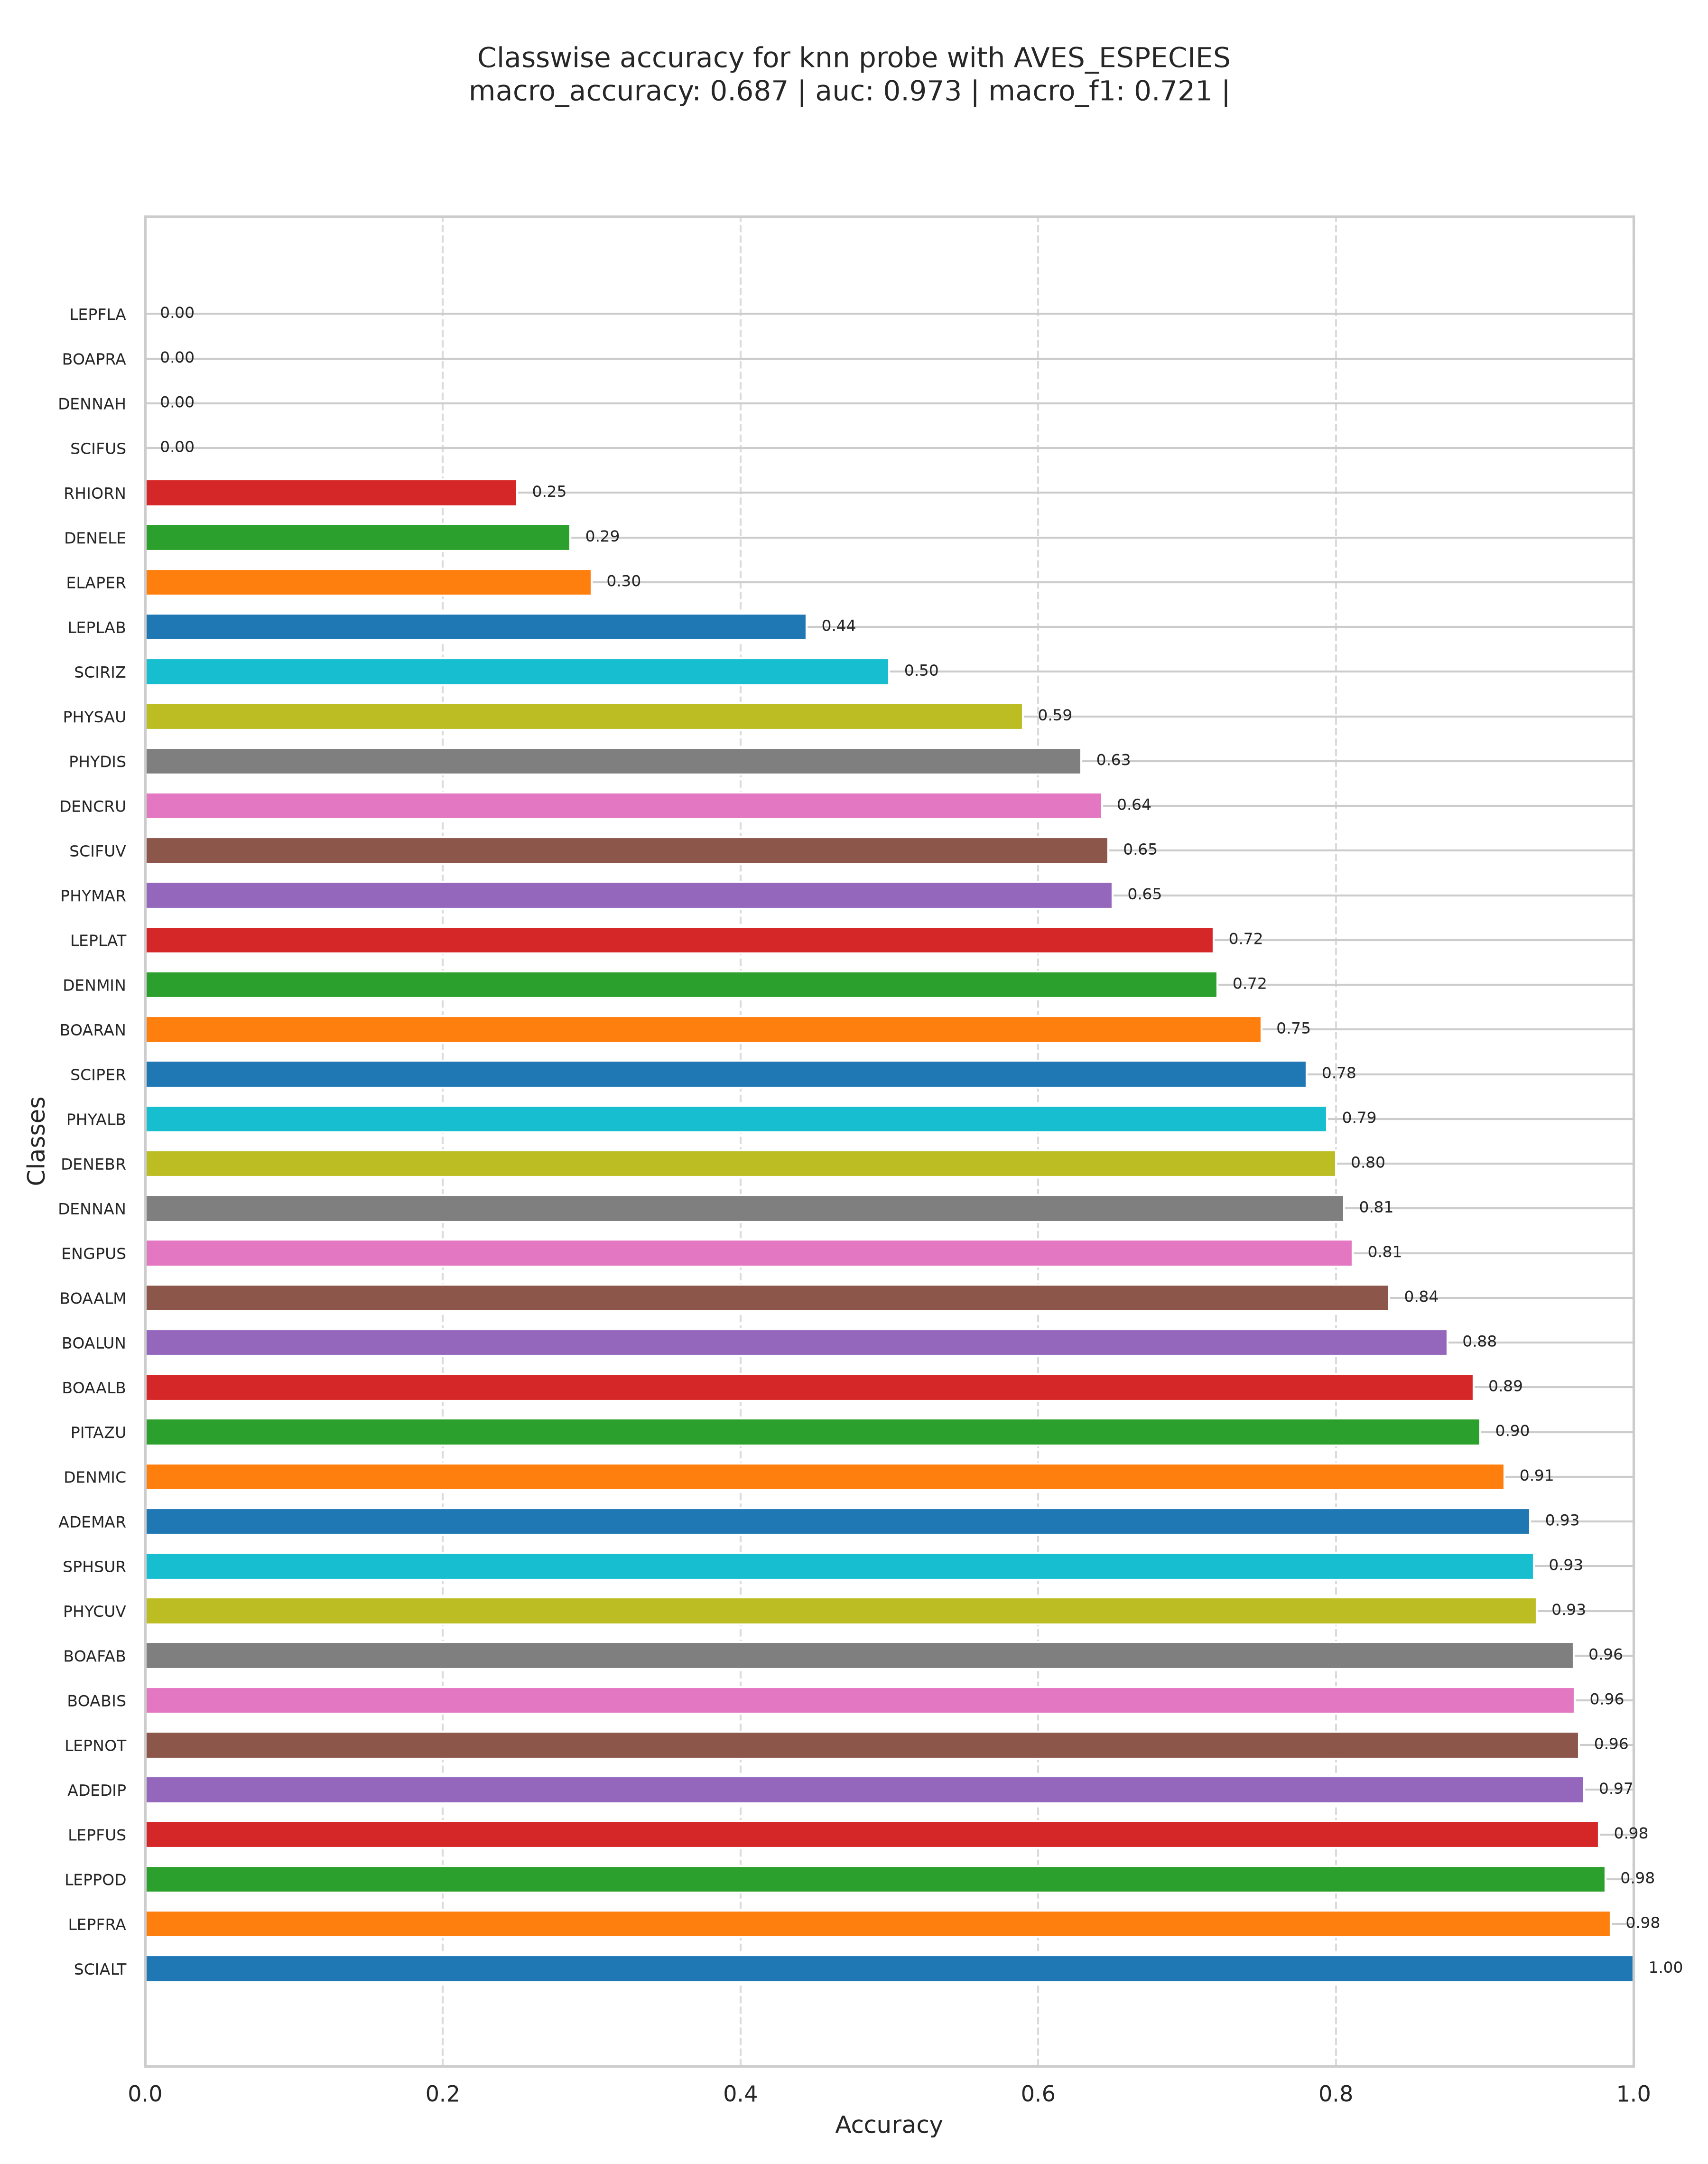 Classwise accuracy for knn probe with AVES_ESPECIES
macro_accuracy: 0.687 | auc: 0.973 | macro_f1: 0.721 |
LEPFLA 0.00
BOAPRA 0.00
DENNAH 0.00
SCIFUS 0.00
RHIORN 0.25
DENELE 0.29
ELAPER 0.30
LEPLAB 0.44
SCIRIZ 0.50
PHYSAU 0.59
PHYDIS 0.63
DENCRU 0.64
SCIFUV 0.65
PHYMAR 0.65
LEPLAT 0.72
DENMIN 0.72
BOARAN 0.75
SCIPER 0.78
PHYALB 0.79
DENEBR 0.80
DENNAN 0.81
ENGPUS 0.81
BOAALM 0.84
BOALUN 0.88
BOAALB 0.89
PITAZU 0.90
DENMIC 0.91
ADEMAR 0.93
SPHSUR 0.93
PHYCUV 0.93
BOAFAB 0.96
BOABIS 0.96
LEPNOT 0.96
ADEDIP 0.97
LEPFUS 0.98
LEPPOD 0.98
LEPFRA 0.98
SCIALT 1.00
Classes
0.0 0.2 0.4 0.6 0.8 1.0
Accuracy